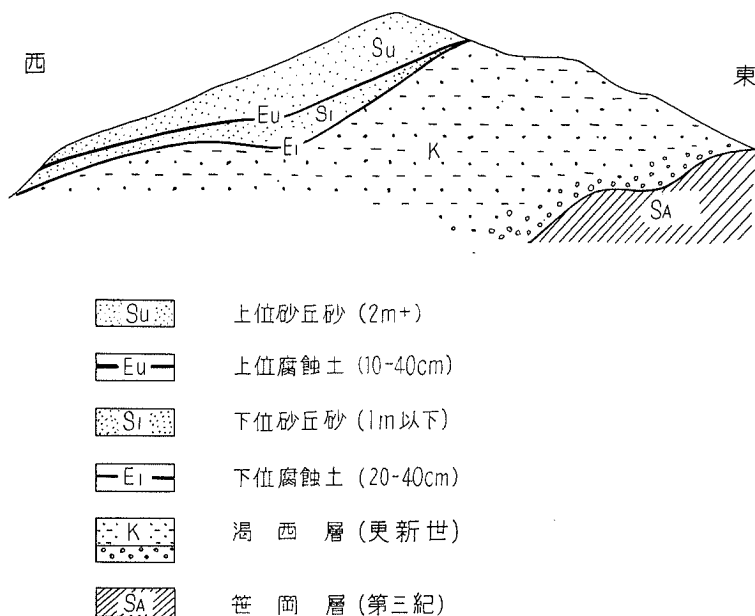 西
東
Su
Eu
Sl
El
K
SA
Su 上位砂丘砂 (2m+)
Eu 上位腐蝕土 (10-40cm)
Sl 下位砂丘砂 (1m以下)
El 下位腐蝕土 (20-40cm)
K 潟西層 (更新世)
SA 笹岡層 (第三紀)